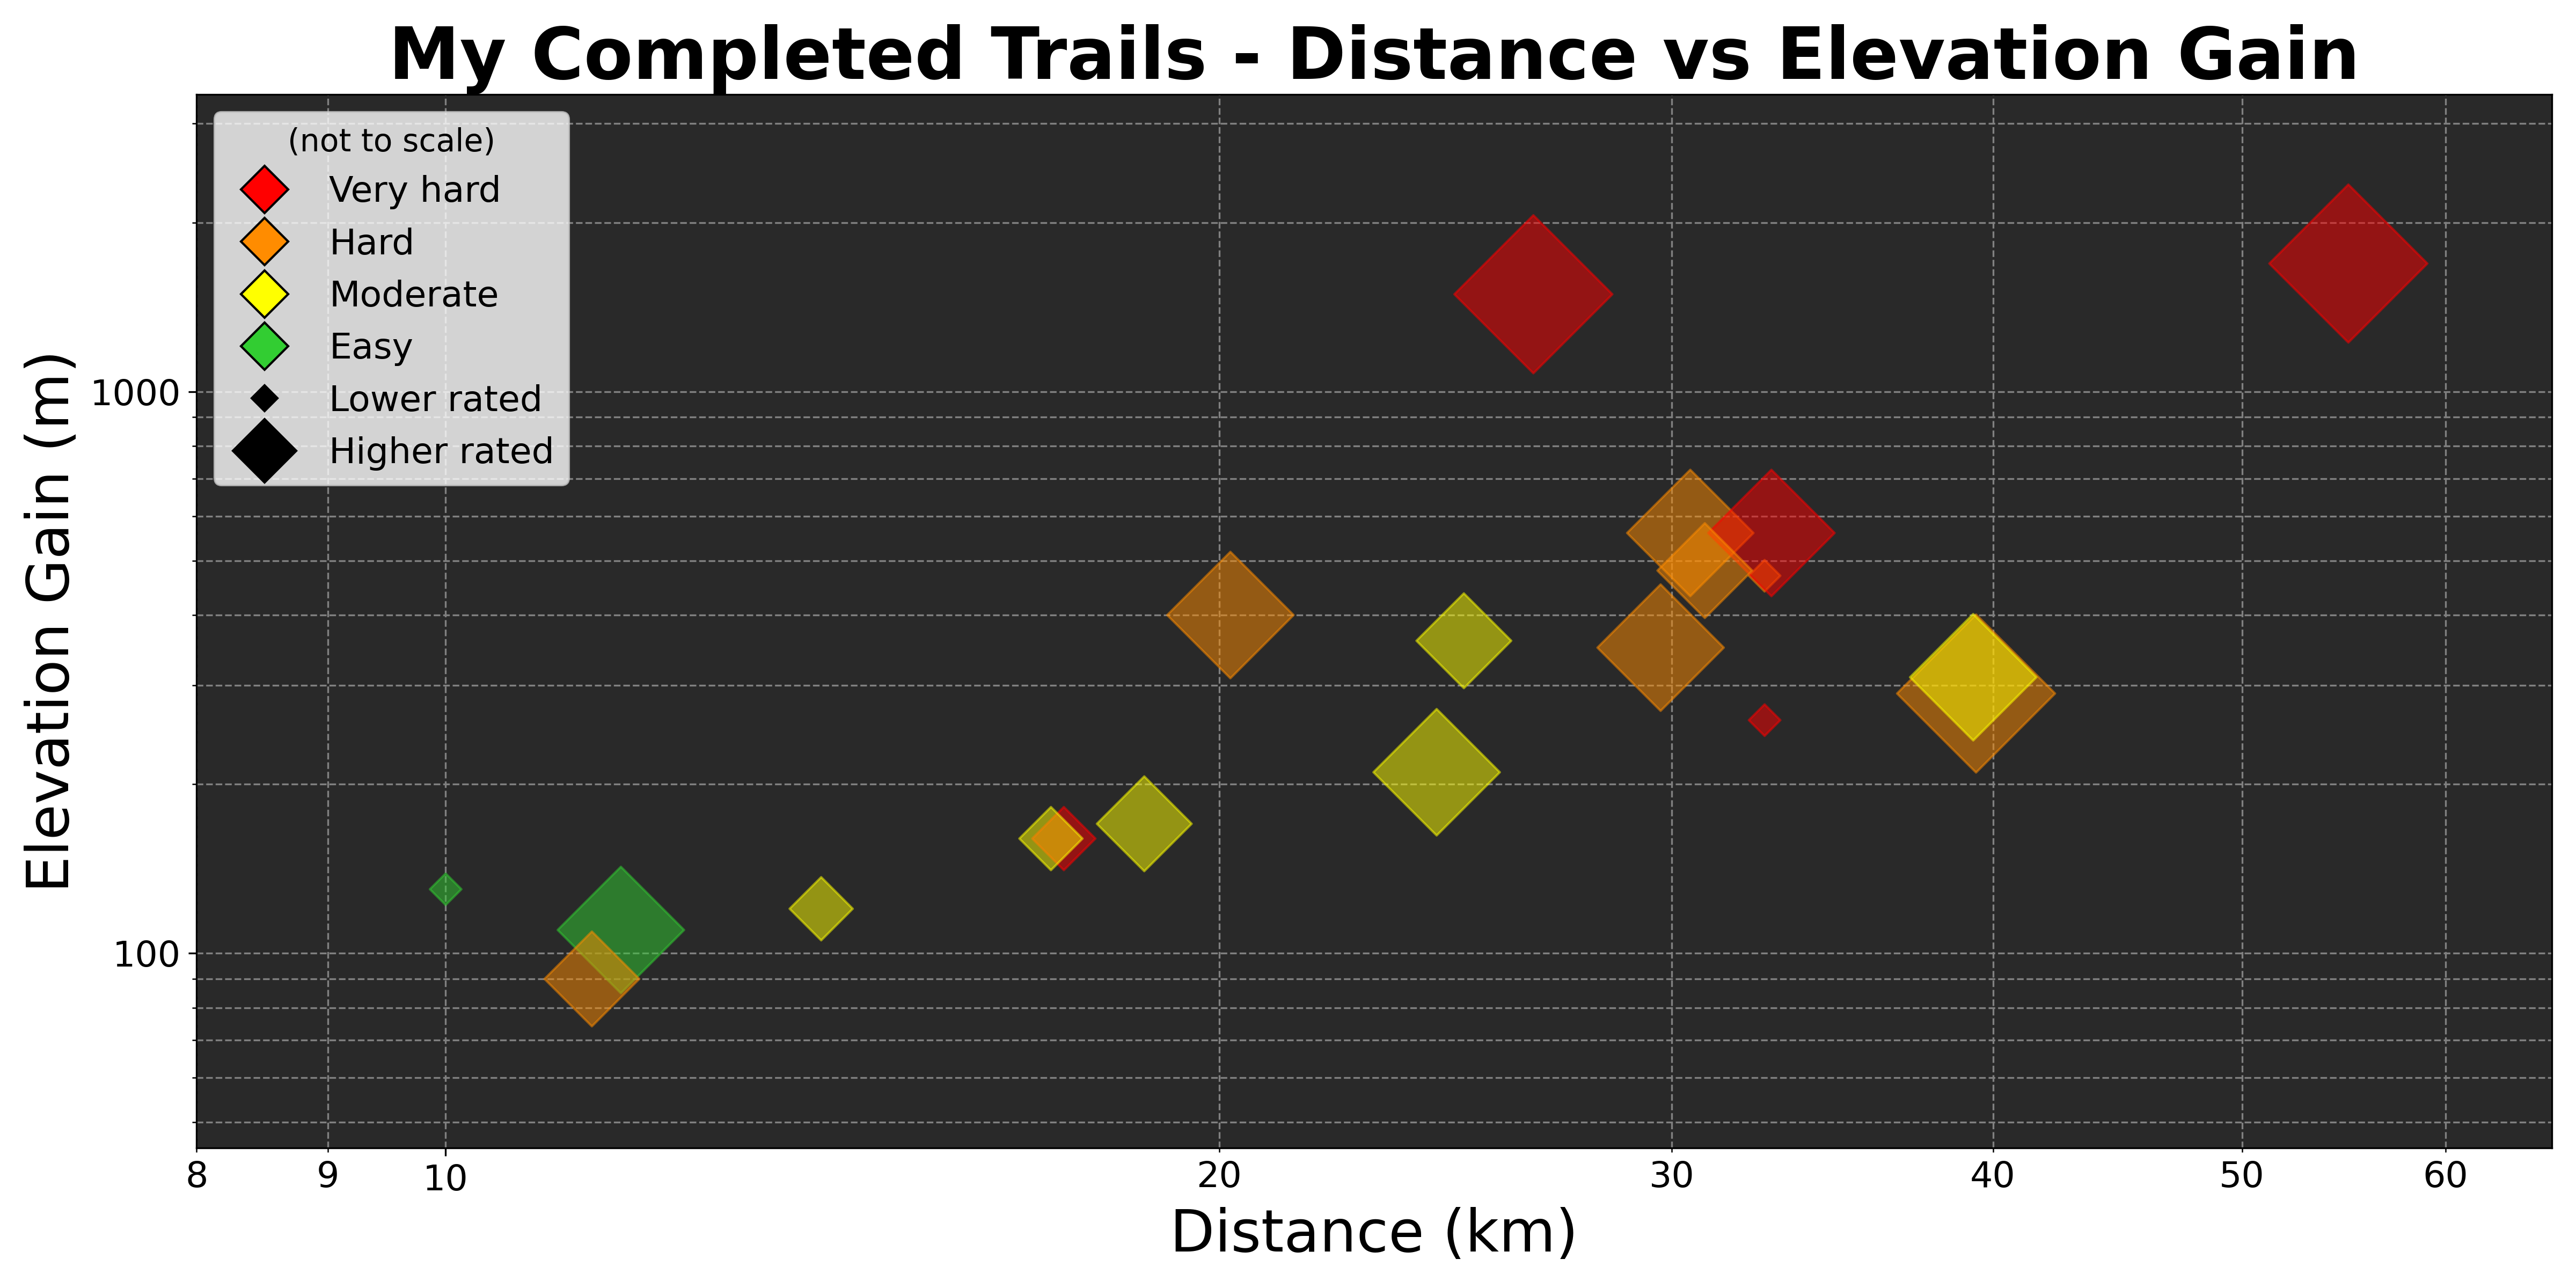 My Completed Trails - Distance vs Elevation Gain
(not to scale)
Very hard
Hard
Moderate
Easy
Lower rated
Higher rated
Elevation Gain (m)
1000
100
8 9 10 20 30 40 50 60
Distance (km)